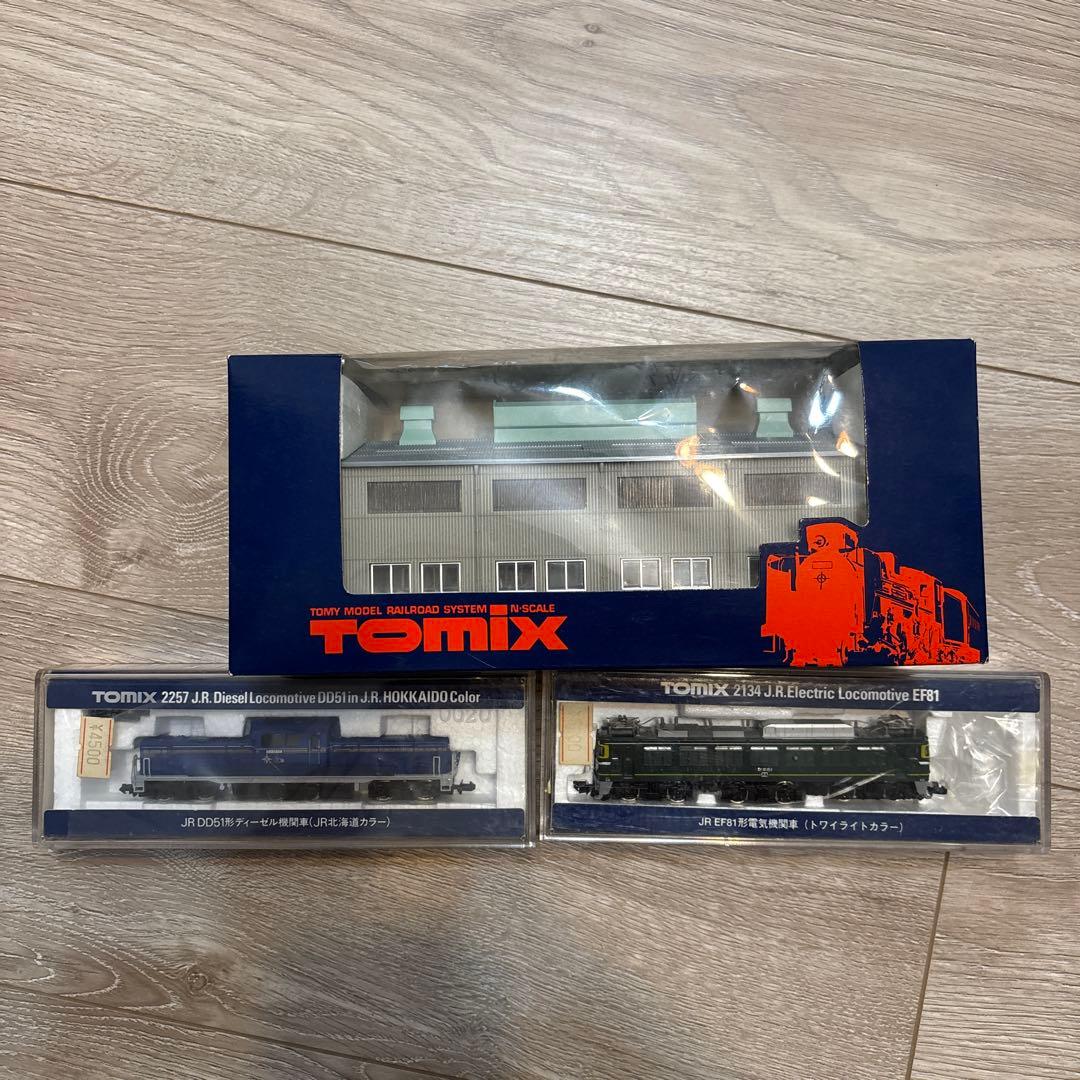 TOMY MODEL RAILROAD SYSTEM N·SCALE
TOMIX
TOMIX 2257 J.R. Diesel Locomotive DD51 in J.R. HOKKAIDO Color
¥4500
JR DD51形ディーゼル機関車(JR北海道カラー)
TOMIX 2134 J.R. Electric Locomotive EF81
JR EF81形電気機関車 (トワイライトカラー)